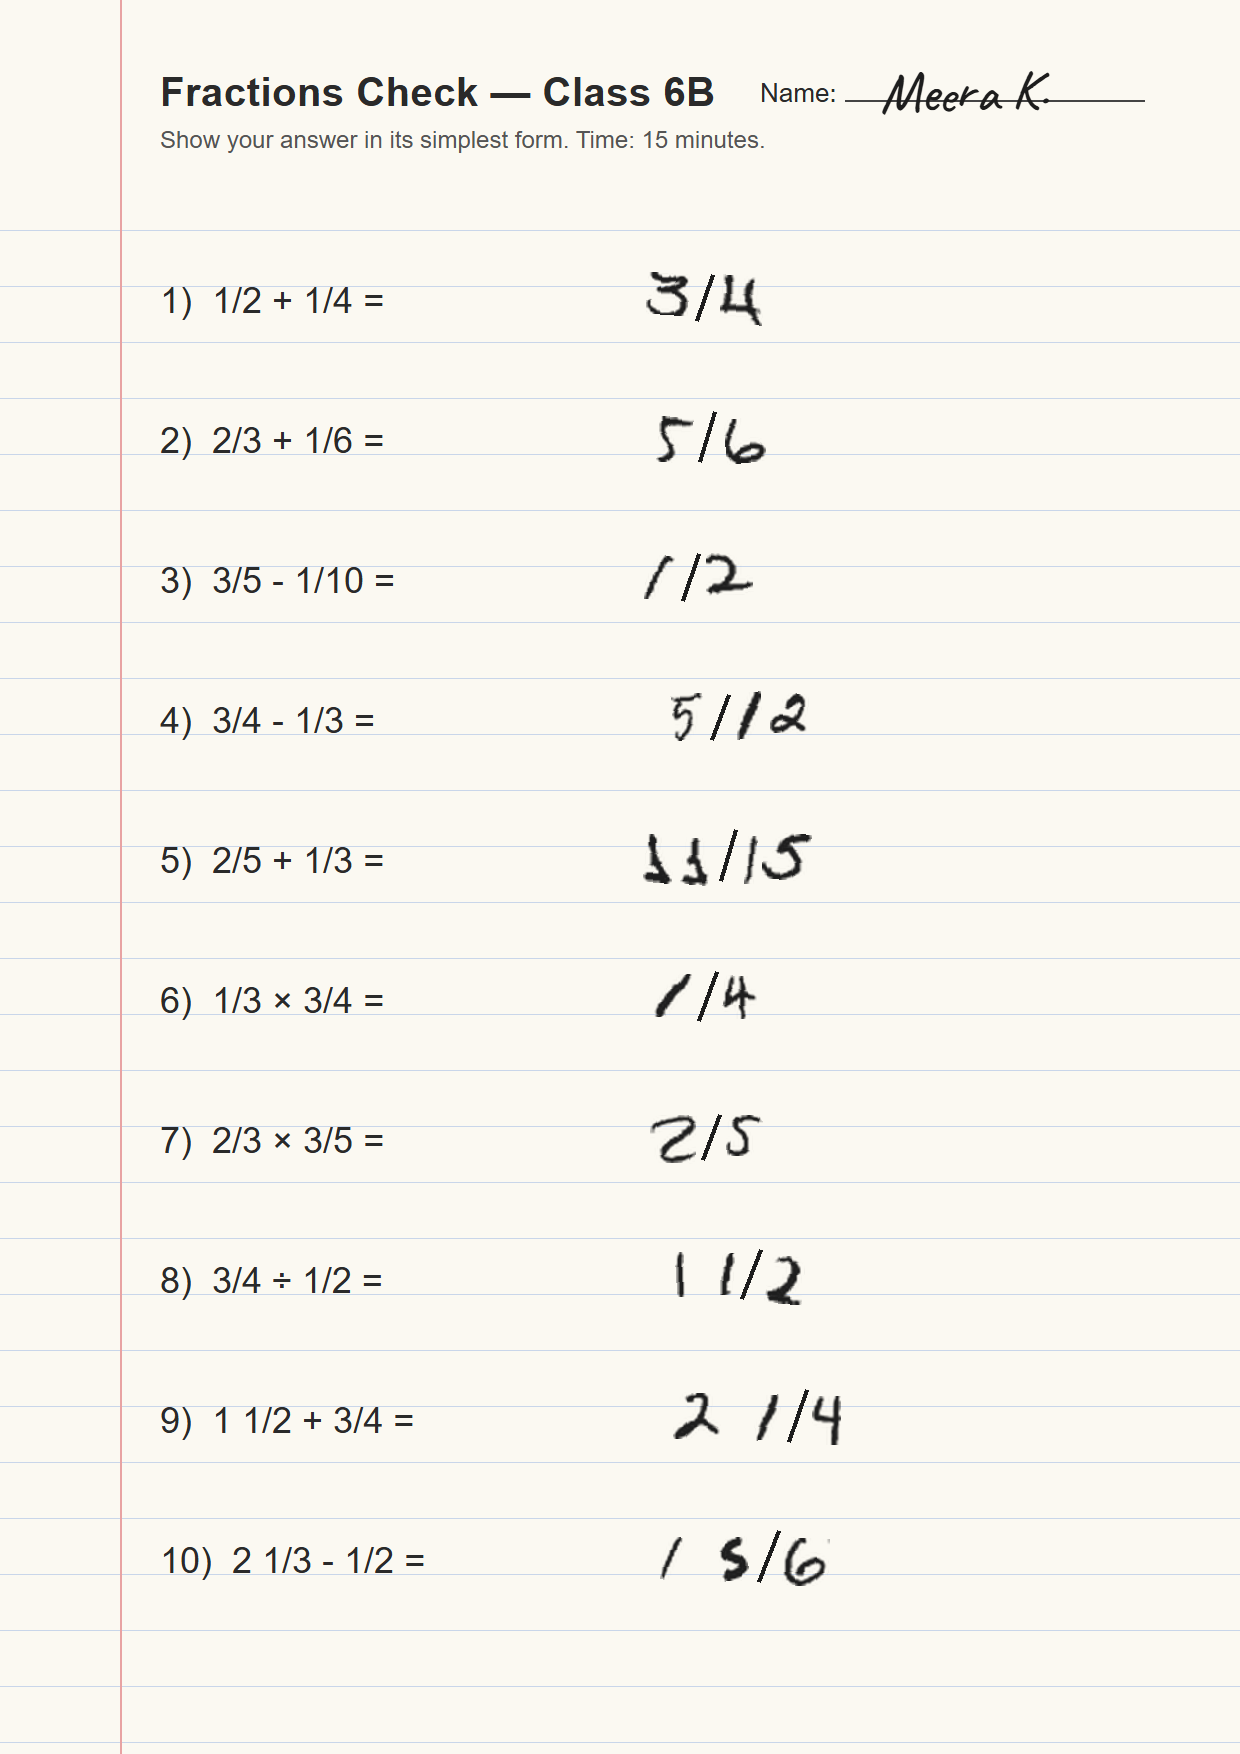 Fractions Check — Class 6B Name: Meera K.
Show your answer in its simplest form. Time: 15 minutes.
1) 1/2 + 1/4 = 3/4
2) 2/3 + 1/6 = 5/6
3) 3/5 - 1/10 = 1/2
4) 3/4 - 1/3 = 5/12
5) 2/5 + 1/3 = 11/15
6) 1/3 × 3/4 = 1/4
7) 2/3 × 3/5 = 2/5
8) 3/4 ÷ 1/2 = 1 1/2
9) 1 1/2 + 3/4 = 2 1/4
10) 2 1/3 - 1/2 = 1 5/6